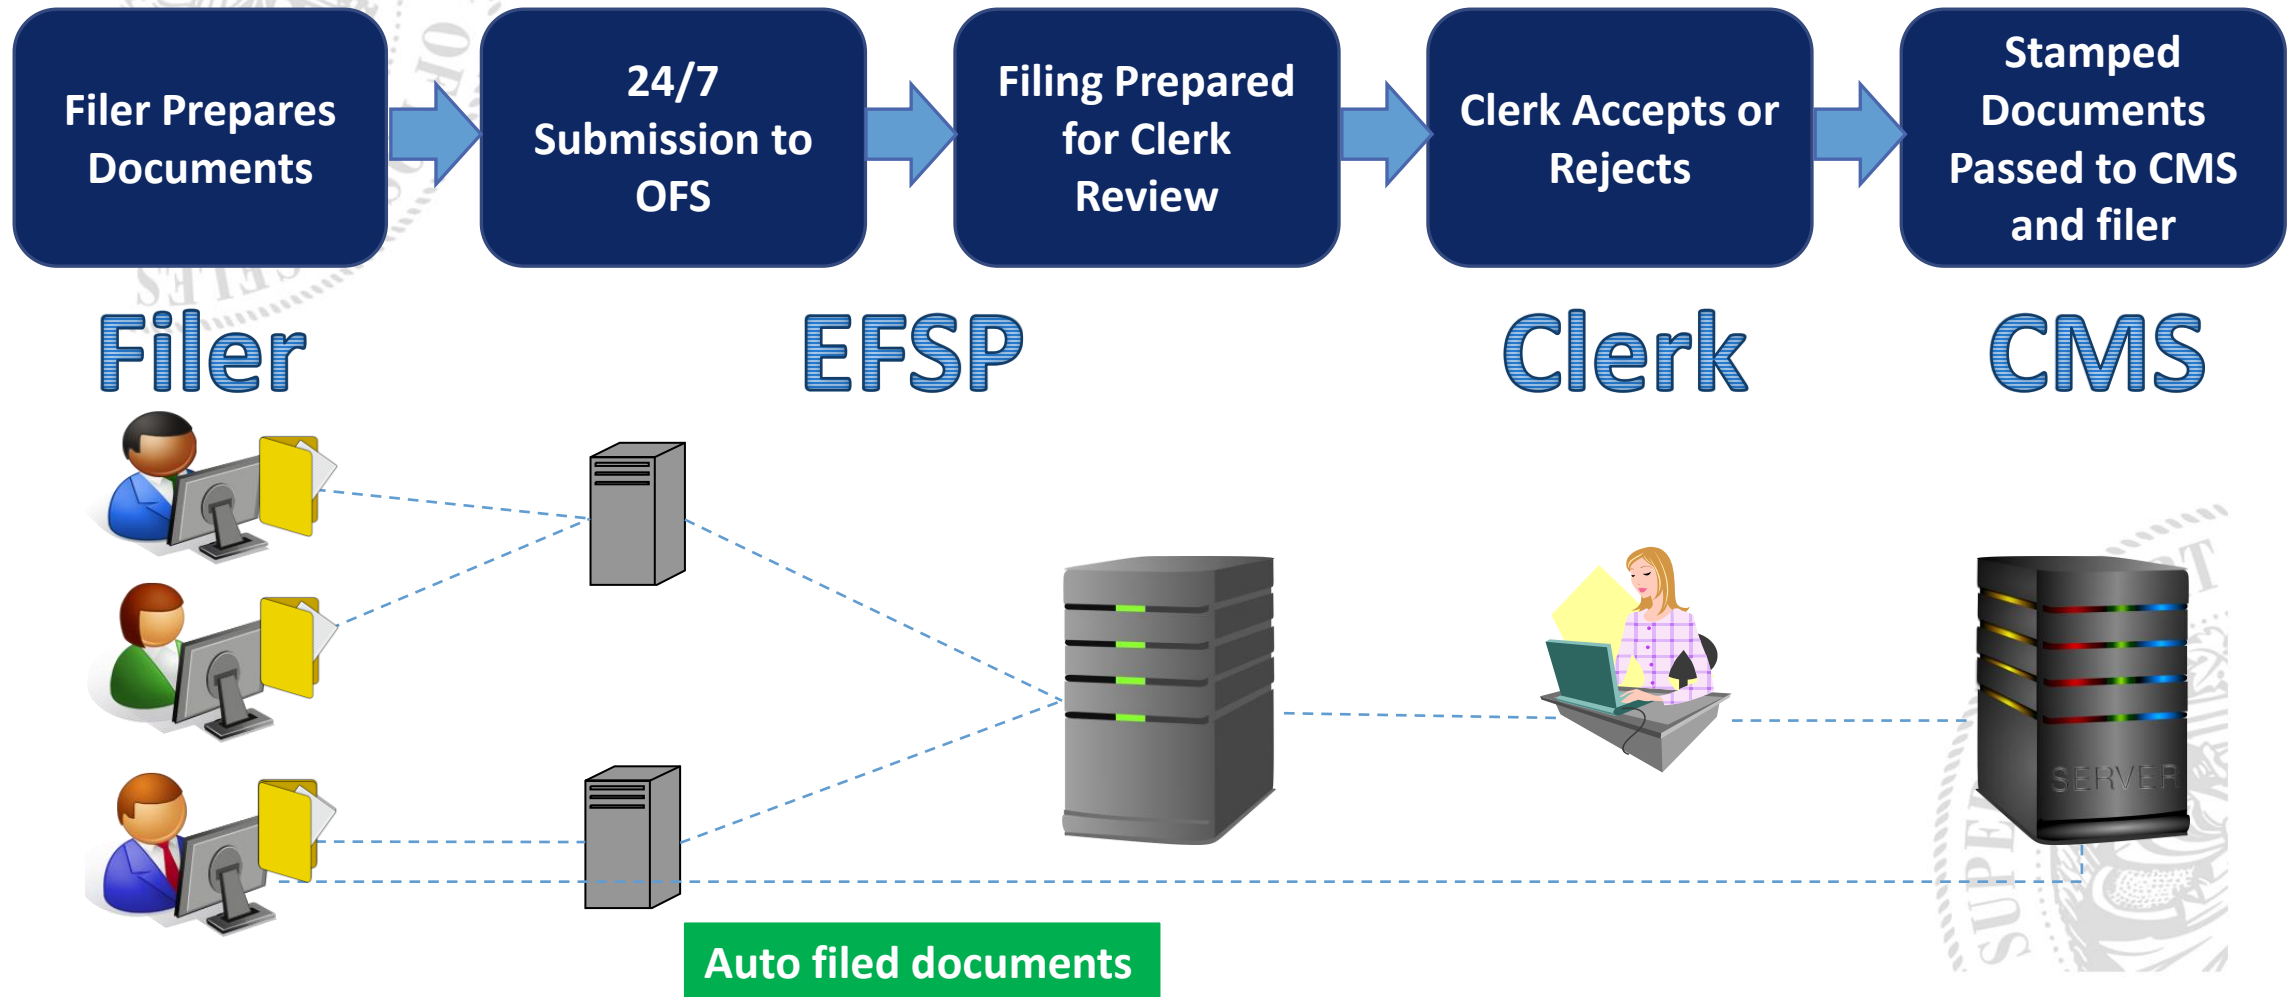 Filer Prepares
Documents
24/7
Submission to
OFS
Filing Prepared
for Clerk
Review
Clerk Accepts or
Rejects
Stamped
Documents
Passed to CMS
and filer
Filer
EFSP
Clerk
CMS
SERVER
Auto filed documents